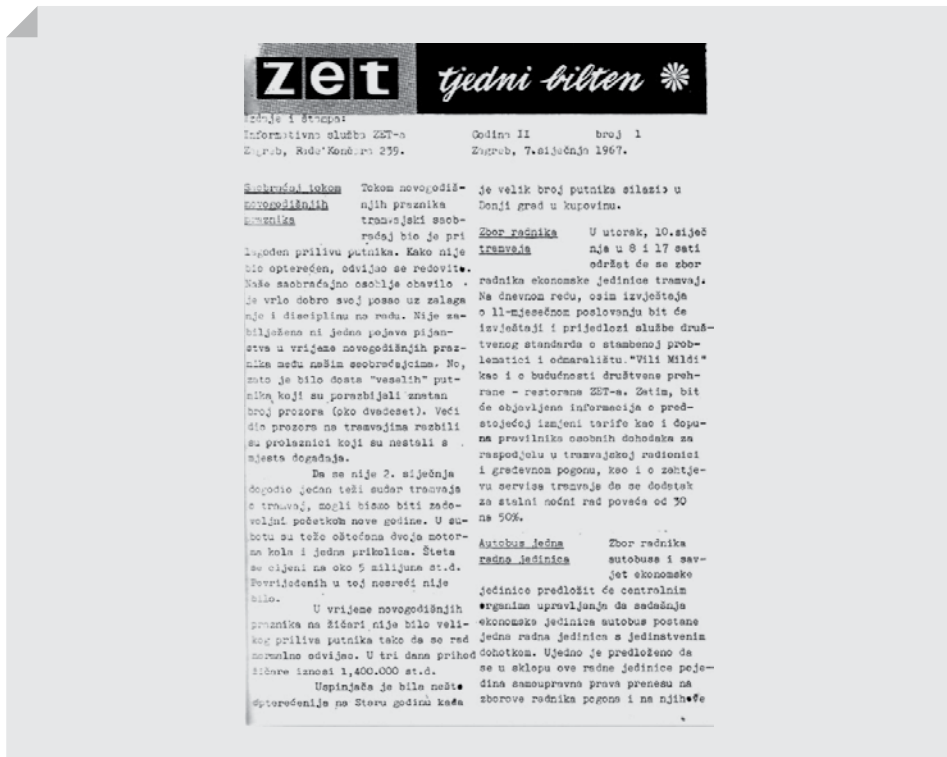 zet tjedni bilten
Izdaje i štampa:
Informativna služba ZET-a
Zagreb, Rade Končara 239.
Godina II broj 1
Zagreb, 7.siječnja 1967.
Saobraćaj tokom
novogodišnjih
praznika
Tokom novogodiš-
njih praznika
tramvajski saob-
raćaj bio je pri
lagođen prilivu putnika. Kako nije
bio opterećen, odvijao se redovito.
Naše saobraćajno osoblje obavilo
je vrlo dobro svoj posao uz zalaga
nje i disciplinu na radu. Nije za-
bilježena ni jedna pojava pijan-
stva u vrijeme novogodišnjih praz-
nika među našim saobraćajcima. No,
zato je bilo dosta "veselih" put-
nika koji su porazbijali znatan
broj prozora (oko dvadeset). Veći
dio prozora na tramvajima razbili
su prolaznici koji su nestali s
mjesta događaja.
Da se nije 2. siječnja
dogodio jedan teži sudar tramvaja
o tramvaj, mogli bismo biti zado-
voljni početkom nove godine. U su-
botu su teže oštećena dvoja motor-
na kola i jedna prikolica. Šteta
se cijeni na oko 5 milijuna st.d.
Povrijeđenih u toj nesreći nije
bilo.
U vrijeme novogodišnjih
praznika na žičari nije bilo veli-
kog priliva putnika tako da se rad
normalno odvijao. U tri dana prihod
žičare iznosi 1,400.000 st.d.
Uspinjača je bila nešto
opterećenija na Staru godinu kada
je velik broj putnika silazio u
Donji grad u kupovinu.
Zbor radnika
tramvaja
U utorak, 10.siječ
nja u 8 i 17 sati
održat će se zbor
radnika ekonomske jedinice tramvaj.
Na dnevnom redu, osim izvještaja
o 11-mjesečnom poslovanju bit će
izvještaji i prijedlozi službe druš-
tvenog standarda o stambenoj prob-
lematici i odmaralištu "Vili Mildi"
kao i o budućnosti društvene preh-
rane - restorana ZET-a. Zatim, bit
će objavljena informacija o pred-
stojećoj izmjeni tarife kao i dopu-
na pravilnika osobnih dohodaka za
raspodjelu u tramvajskoj radionici
i građevnom pogonu, kao i o zahtje-
vu servisa tramvaja da se dodatak
za stalni noćni rad poveća od 30
na 50%.
Autobus jedna
radna jedinica
Zbor radnika
autobusa i sav-
jet ekonomske
jedinice predložit će centralnim
organima upravljanja da sadašnja
ekonomska jedinica autobus postane
jedna radna jedinica s jedinstvenim
dohotkom. Ujedno je predloženo da
se u sklopu ove radne jedinice poje-
dina samoupravna prava prenesu na
zborove radnika pogona i na njihove